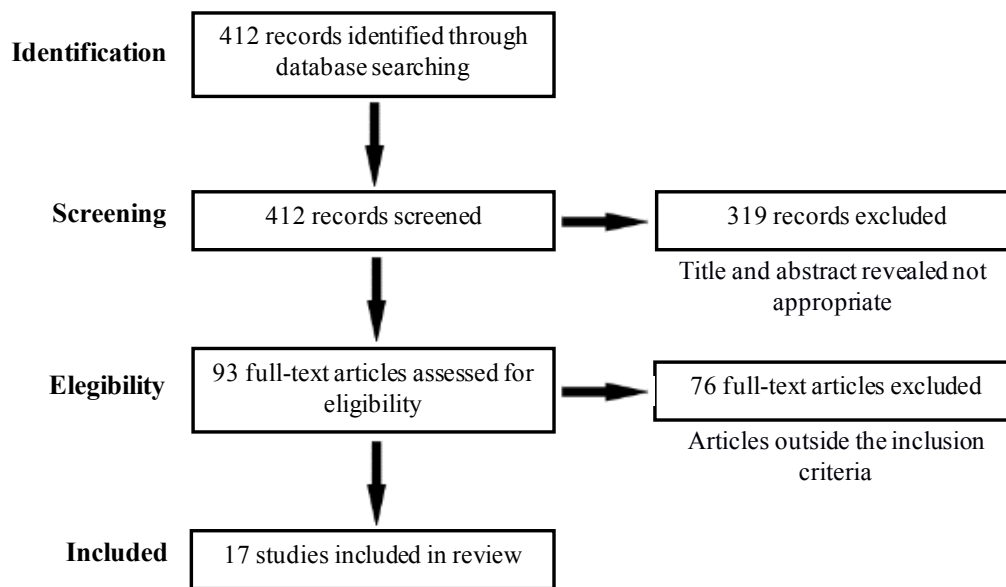 Identification
412 records identified through
database searching
Screening
412 records screened
319 records excluded
Title and abstract revealed not
appropriate
Elegibility
93 full-text articles assessed for
eligibility
76 full-text articles excluded
Articles outside the inclusion
criteria
Included
17 studies included in review